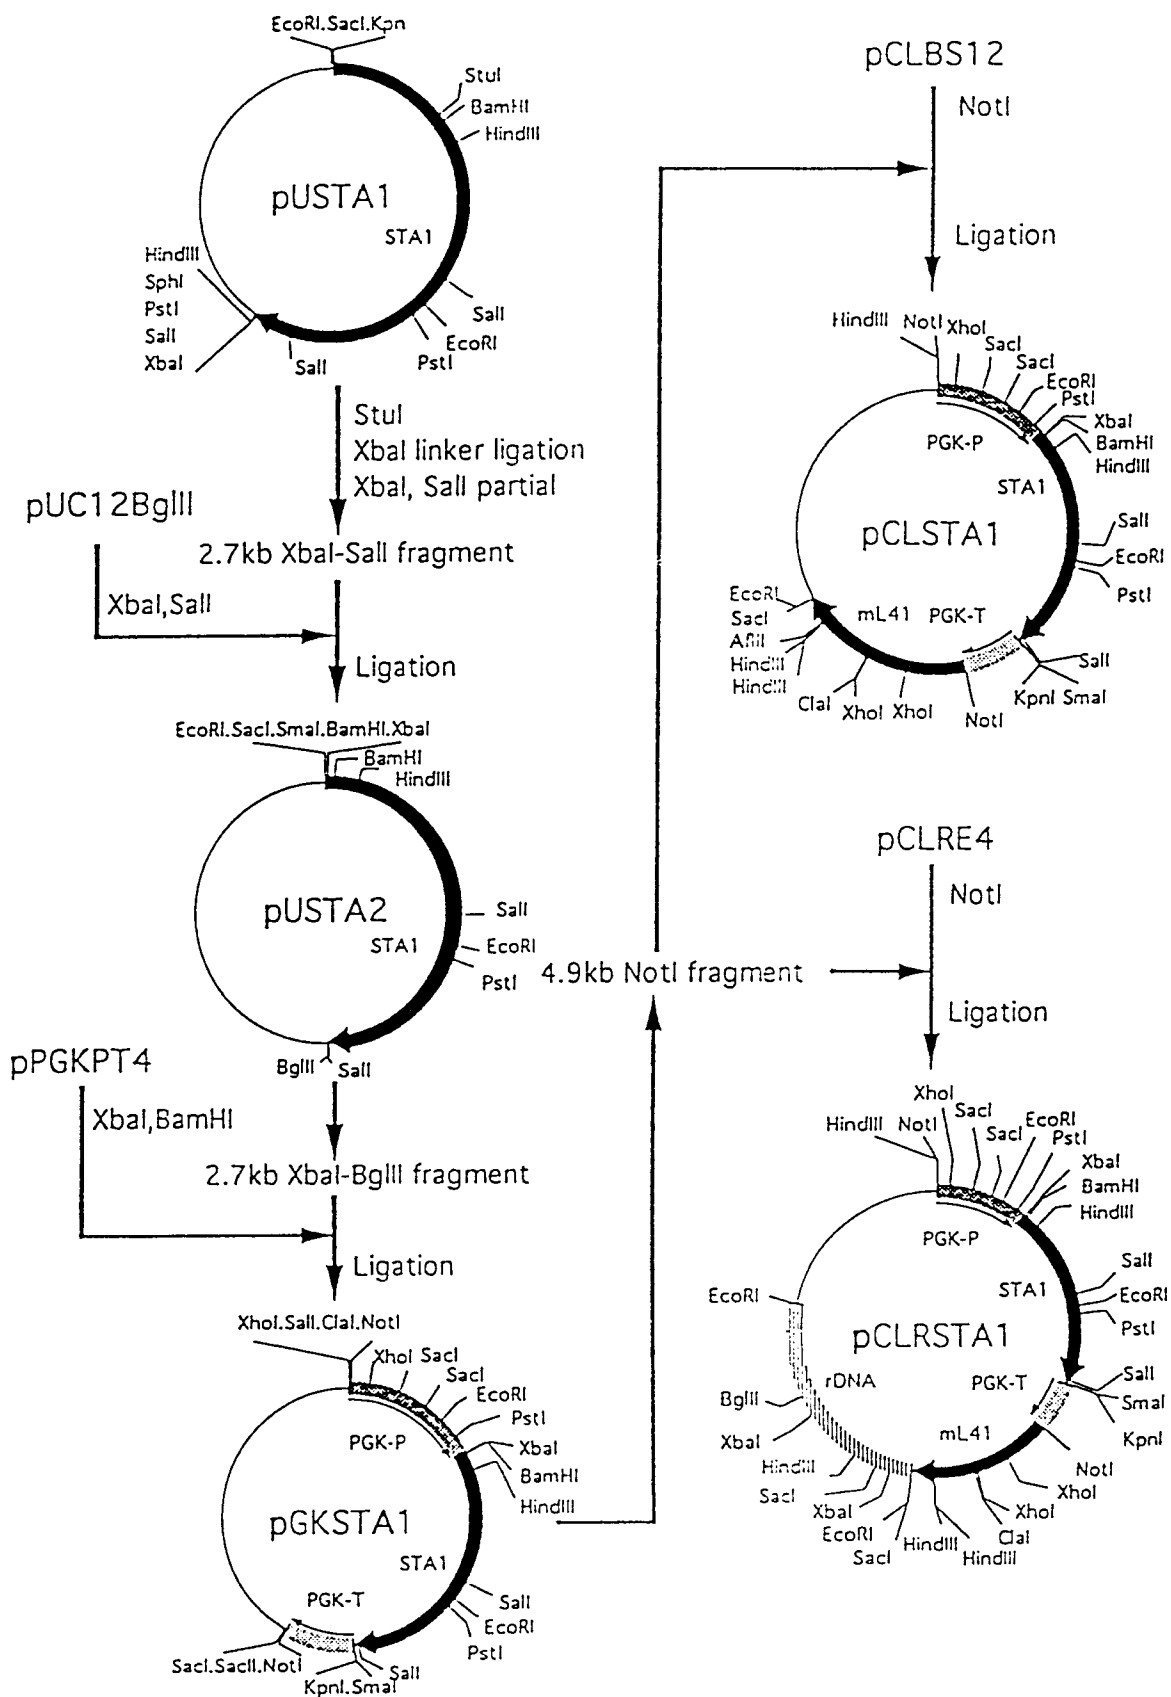 EcoRI.SacI.Kpn
StuI
BamHI
HindIII
pUSTA1
STA1
HindIII
SphI
PstI
SalI
XbaI
SalI
EcoRI
PstI
SalI
StuI
XbaI linker ligation
XbaI, SalI partial
pUC12BglII
2.7kb XbaI-SalI fragment
XbaI,SalI
Ligation
EcoRI.SacI.SmaI.BamHI.XbaI
BamHI
HindIII
pUSTA2
STA1
SalI
EcoRI
PstI
BglII
SalI
pPGKPT4
XbaI,BamHI
2.7kb XbaI-BglII fragment
Ligation
XhoI.SalI.ClaI.NotI
XhoI
SacI
SacI
EcoRI
PstI
XbaI
BamHI
HindIII
PGK-P
pGKSTA1
STA1
PGK-T
SalI
EcoRI
PstI
SacI.SacII.NotI
KpnI.SmaI
SalI
4.9kb NotI fragment
pCLBS12
NotI
Ligation
HindIII
NotI
XhoI
SacI
SacI
EcoRI
PstI
XbaI
BamHI
HindIII
PGK-P
STA1
pCLSTA1
SalI
EcoRI
PstI
EcoRI
SacI
AflII
HindIII
HindIII
mL41
PGK-T
SalI
KpnI
SmaI
ClaI
XhoI
XhoI
NotI
pCLRE4
NotI
Ligation
XhoI
HindIII
NotI
SacI
SacI
EcoRI
PstI
XbaI
BamHI
HindIII
PGK-P
STA1
SalI
EcoRI
PstI
EcoRI
pCLRSTA1
rDNA
PGK-T
SalI
SmaI
KpnI
BglII
XbaI
mL41
HindIII
SacI
XbaI
EcoRI
SacI
HindIII
HindIII
ClaI
XhoI
XhoI
NotI